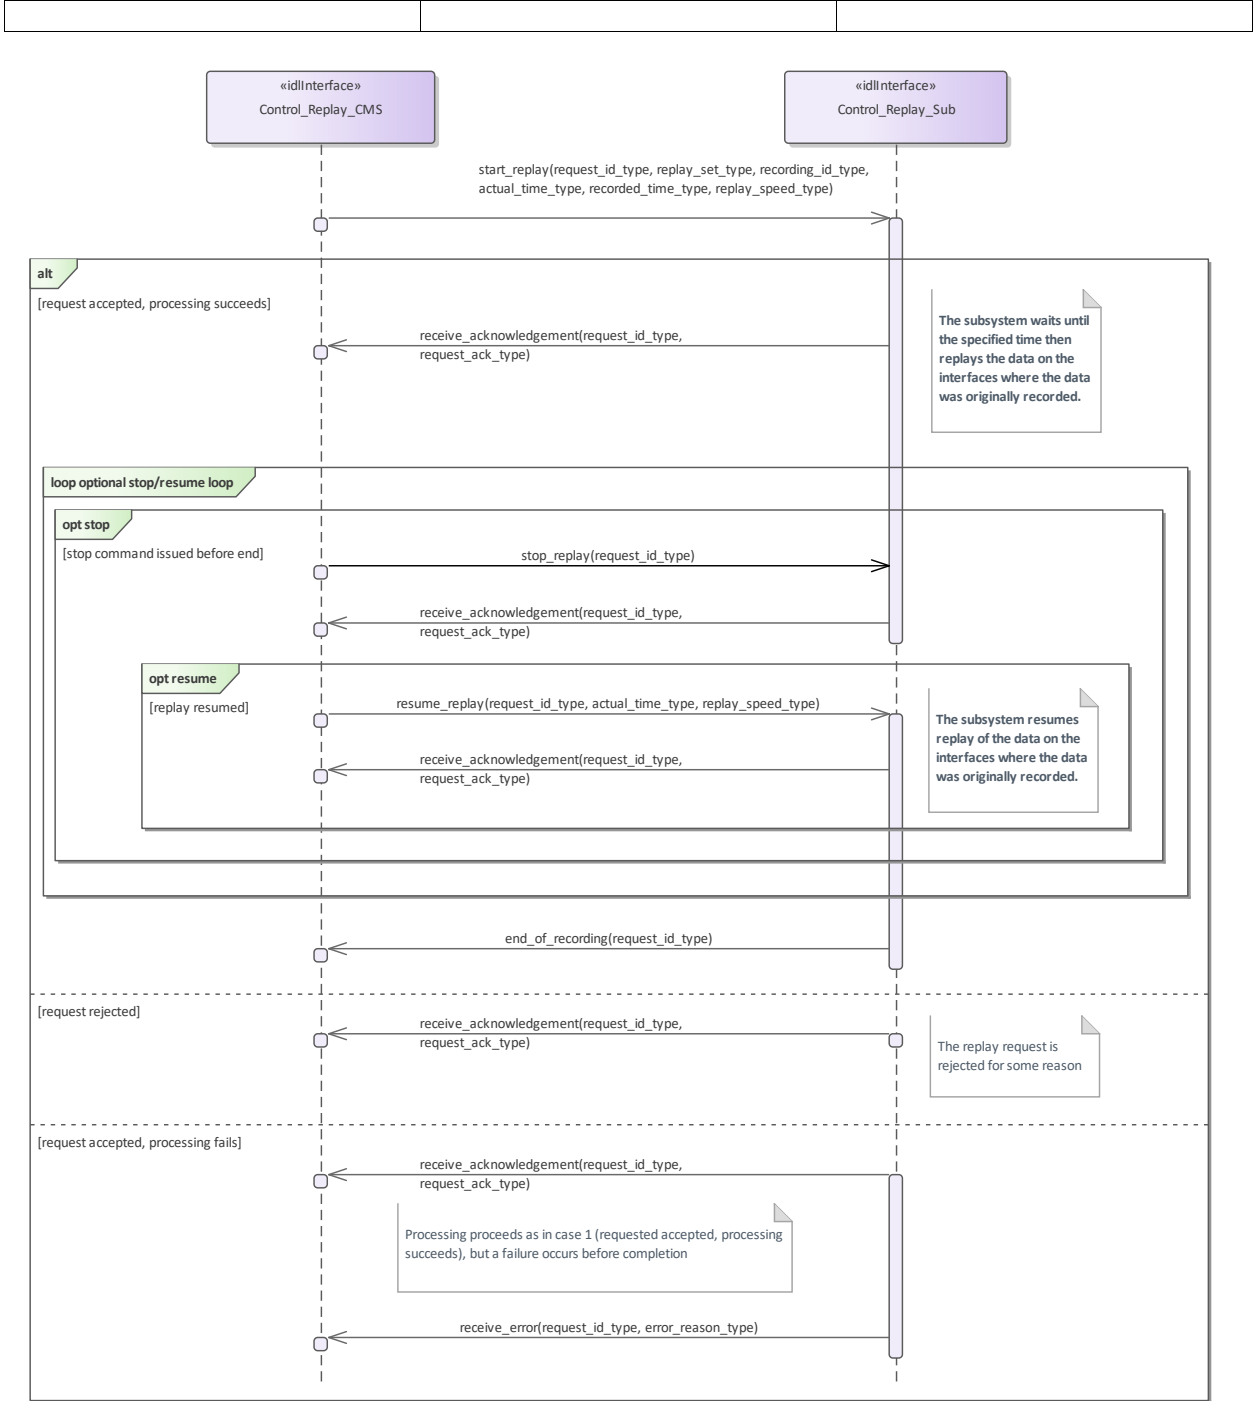 «idlInterface»
Control_Replay_CMS
«idlInterface»
Control_Replay_Sub
start_replay(request_id_type, replay_set_type, recording_id_type,
actual_time_type, recorded_time_type, replay_speed_type)
alt
[request accepted, processing succeeds]
The subsystem waits until
the specified time then
replays the data on the
interfaces where the data
was originally recorded.
receive_acknowledgement(request_id_type,
request_ack_type)
loop optional stop/resume loop
opt stop
[stop command issued before end]
stop_replay(request_id_type)
receive_acknowledgement(request_id_type,
request_ack_type)
opt resume
[replay resumed]
resume_replay(request_id_type, actual_time_type, replay_speed_type)
The subsystem resumes
replay of the data on the
interfaces where the data
was originally recorded.
receive_acknowledgement(request_id_type,
request_ack_type)
end_of_recording(request_id_type)
[request rejected]
receive_acknowledgement(request_id_type,
request_ack_type)
The replay request is
rejected for some reason
[request accepted, processing fails]
receive_acknowledgement(request_id_type,
request_ack_type)
Processing proceeds as in case 1 (requested accepted, processing
succeeds), but a failure occurs before completion
receive_error(request_id_type, error_reason_type)